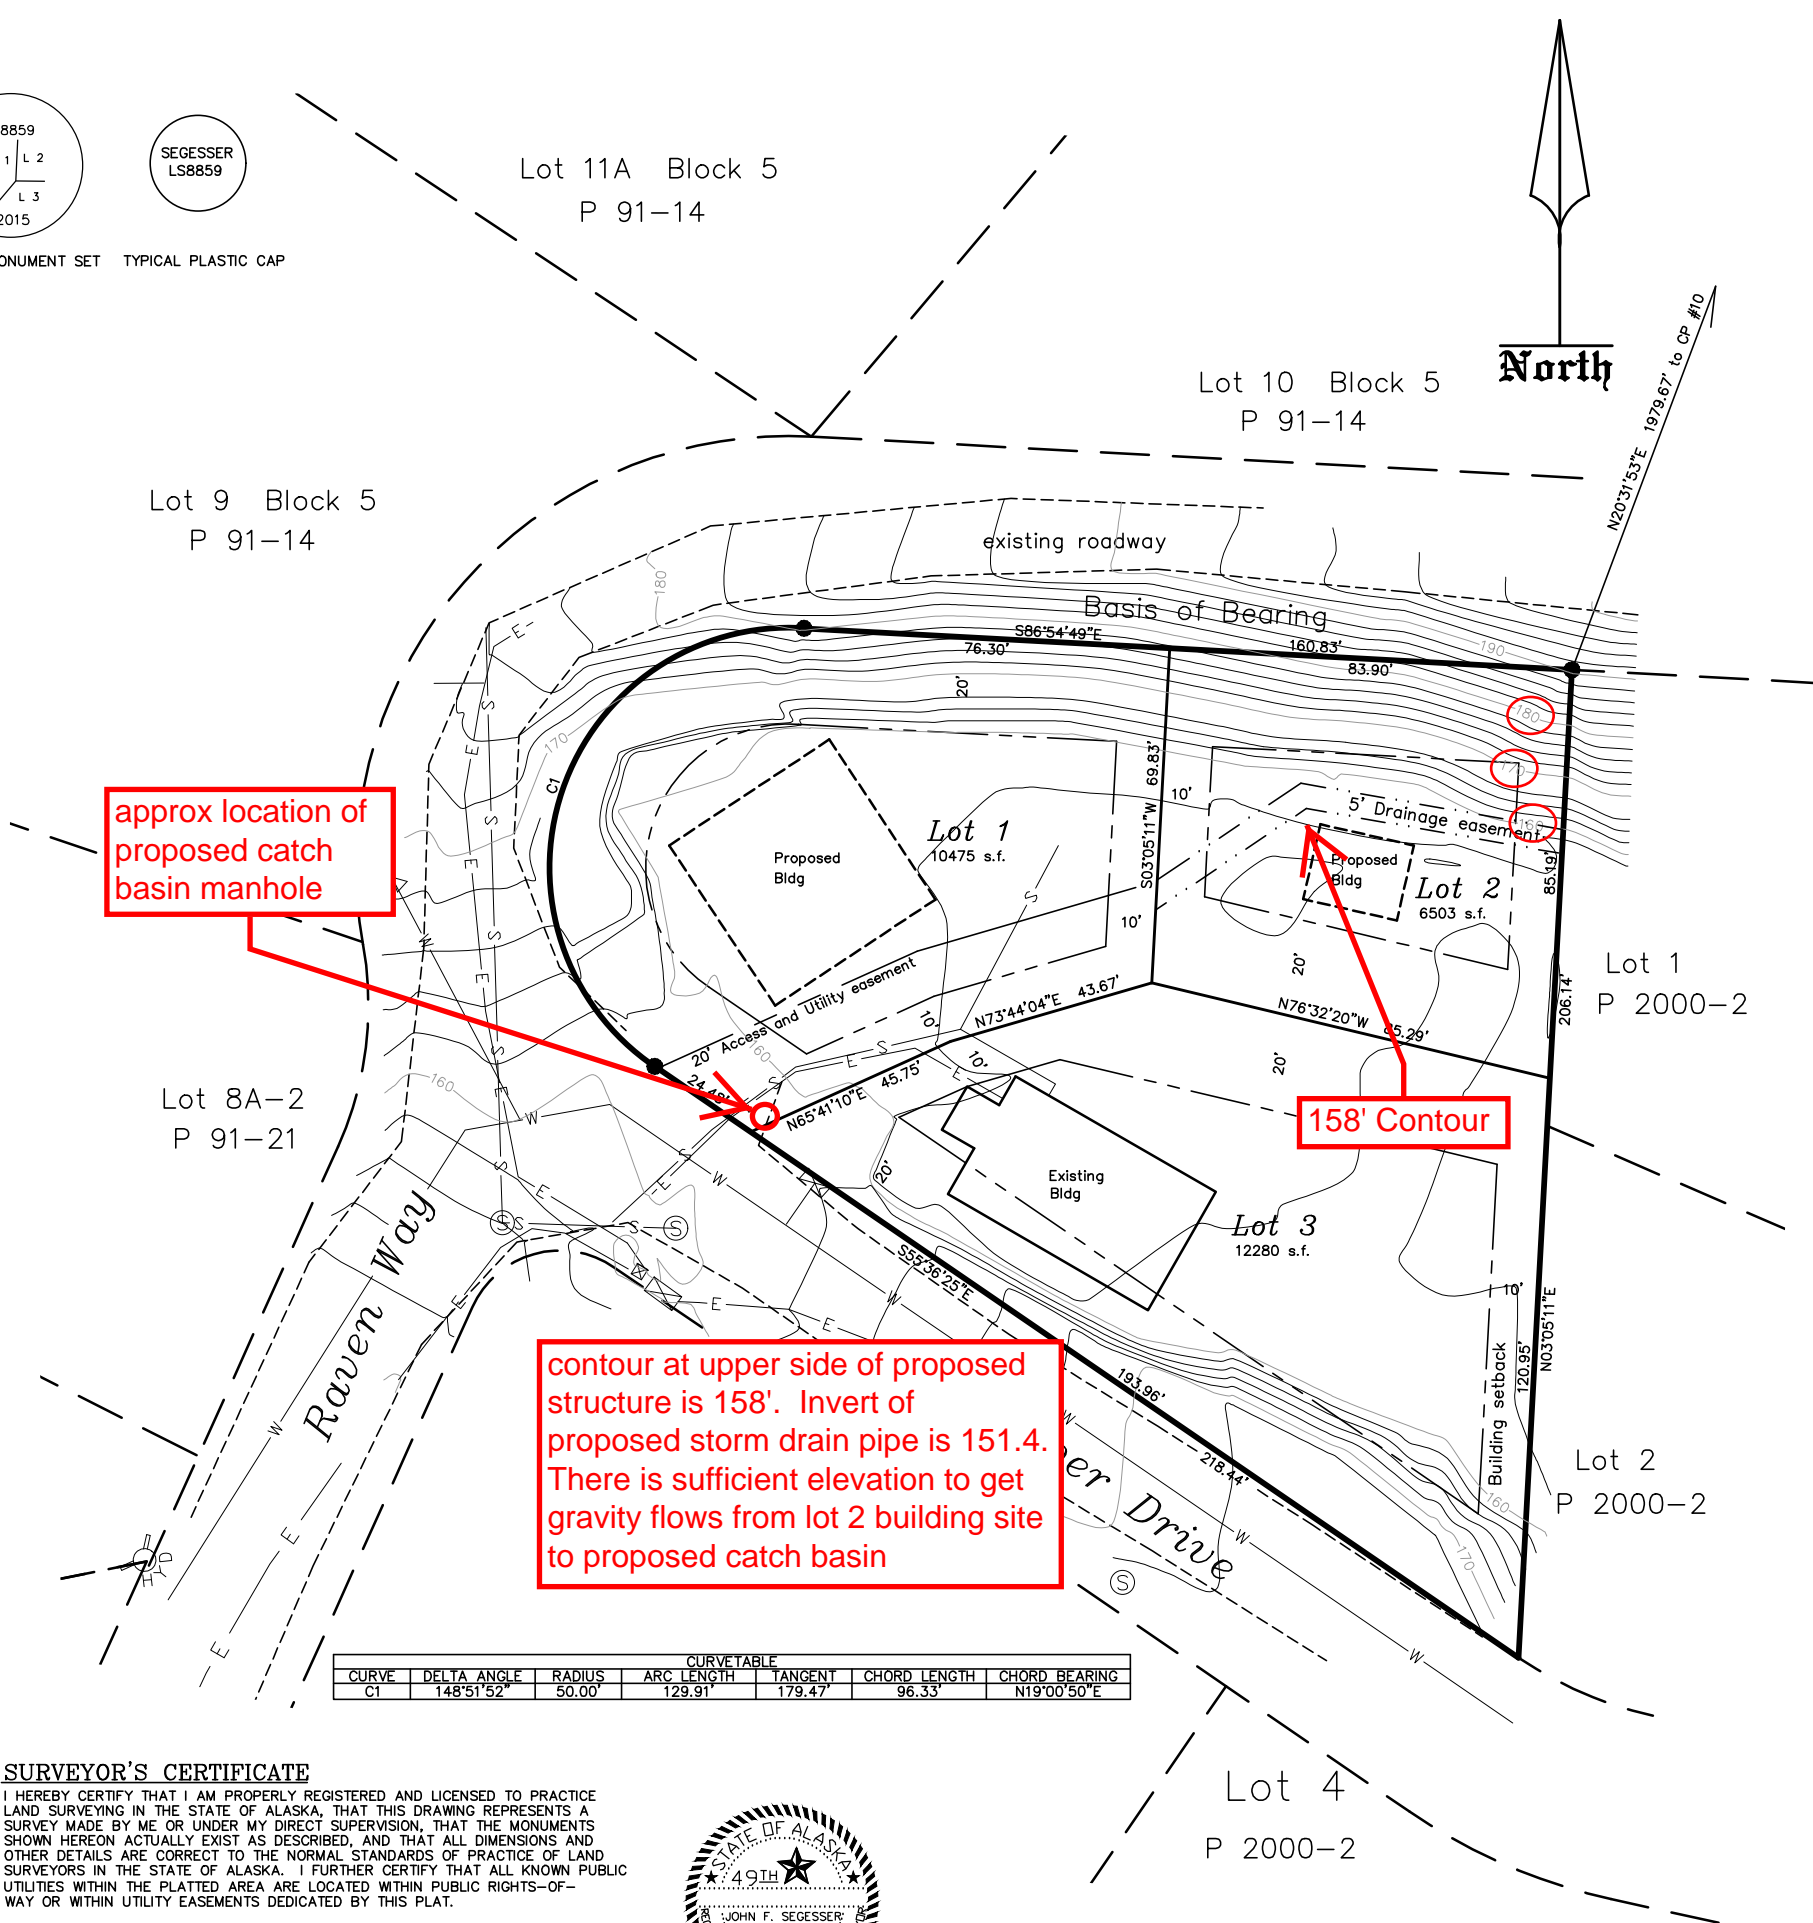 8859
1
L 2
L 3
2015
ONUMENT SET
SEGESSER
LS8859
TYPICAL PLASTIC CAP
Lot 11A Block 5
P 91-14
Lot 10 Block 5
P 91-14
North
N20°31'53"E 1979.67' to CP #10
Lot 9 Block 5
P 91-14
existing roadway
180
Basis of Bearing
S86°54'49"E
160.83'
76.30'
83.90'
190
20'
180
170
170
160
C1
E
S
E
S
E
S
E
S
E
S
E
S
W
W
approx location of
proposed catch
basin manhole
Lot 1
10475 s.f.
Proposed
Bldg
S03°05'11"W 69.83'
10'
10'
5' Drainage easement
Proposed
Bldg
Lot 2
6503 s.f.
85.19'
20'
S
20' Access and Utility easement
10'
N73°44'04"E 43.67'
N76°32'20"W 85.29'
206.14'
Lot 1
P 2000-2
160
160
24.48'
N65°41'10"E 45.75'
10'
20'
S
E
S
E
158' Contour
Lot 8A-2
P 91-21
20'
Existing
Bldg
Lot 3
12280 s.f.
E
S
W
E
S
S
S
S
Raven Way
S55°36'25"E
W
E
E
E
10'
N03°05'11"E
120.95'
Building setback
contour at upper side of proposed
structure is 158'. Invert of
proposed storm drain pipe is 151.4.
There is sufficient elevation to get
gravity flows from lot 2 building site
to proposed catch basin
193.96'
218.44'
W
W
W
er Drive
S
160
170
Lot 2
P 2000-2
W
E
E
HYD
CURVETABLE
CURVE DELTA ANGLE RADIUS ARC LENGTH TANGENT CHORD LENGTH CHORD BEARING
C1 148°51'52" 50.00' 129.91' 179.47' 96.33' N19°00'50"E
Lot 4
P 2000-2
SURVEYOR'S CERTIFICATE
I HEREBY CERTIFY THAT I AM PROPERLY REGISTERED AND LICENSED TO PRACTICE
LAND SURVEYING IN THE STATE OF ALASKA, THAT THIS DRAWING REPRESENTS A
SURVEY MADE BY ME OR UNDER MY DIRECT SUPERVISION, THAT THE MONUMENTS
SHOWN HEREON ACTUALLY EXIST AS DESCRIBED, AND THAT ALL DIMENSIONS AND
OTHER DETAILS ARE CORRECT TO THE NORMAL STANDARDS OF PRACTICE OF LAND
SURVEYORS IN THE STATE OF ALASKA. I FURTHER CERTIFY THAT ALL KNOWN PUBLIC
UTILITIES WITHIN THE PLATTED AREA ARE LOCATED WITHIN PUBLIC RIGHTS-OF-
WAY OR WITHIN UTILITY EASEMENTS DEDICATED BY THIS PLAT.
STATE OF ALASKA
49TH
JOHN F. SEGESSER